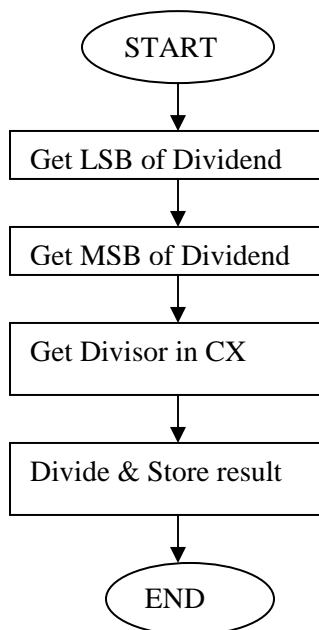 START
Get LSB of Dividend
Get MSB of Dividend
Get Divisor in CX
Divide & Store result
END